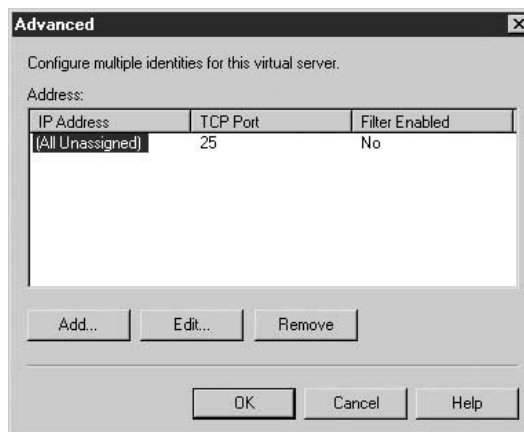 Advanced
Configure multiple identities for this virtual server.
Address:
IP Address TCP Port Filter Enabled
(All Unassigned) 25 No
Add... Edit... Remove
OK Cancel Help